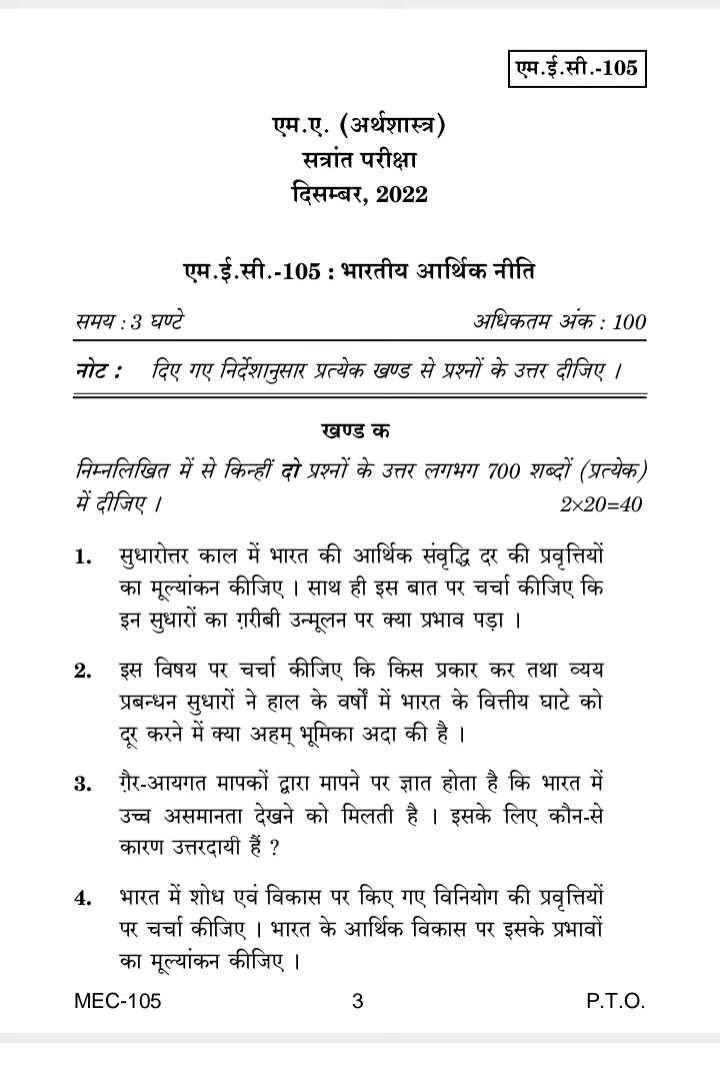 एम.ई.सी.-105
एम.ए. (अर्थशास्त्र)
सत्रांत परीक्षा
दिसम्बर, 2022
एम.ई.सी.-105 : भारतीय आर्थिक नीति
समय : 3 घण्टे अधिकतम अंक : 100
नोट : दिए गए निर्देशानुसार प्रत्येक खण्ड से प्रश्नों के उत्तर दीजिए ।
खण्ड क
निम्नलिखित में से किन्हीं दो प्रश्नों के उत्तर लगभग 700 शब्दों (प्रत्येक)
में दीजिए । 2×20=40
1. सुधारोत्तर काल में भारत की आर्थिक संवृद्धि दर की प्रवृत्तियों
का मूल्यांकन कीजिए । साथ ही इस बात पर चर्चा कीजिए कि
इन सुधारों का ग़रीबी उन्मूलन पर क्या प्रभाव पड़ा ।
2. इस विषय पर चर्चा कीजिए कि किस प्रकार कर तथा व्यय
प्रबन्धन सुधारों ने हाल के वर्षों में भारत के वित्तीय घाटे को
दूर करने में क्या अहम् भूमिका अदा की है ।
3. ग़ैर-आयगत मापकों द्वारा मापने पर ज्ञात होता है कि भारत में
उच्च असमानता देखने को मिलती है । इसके लिए कौन-से
कारण उत्तरदायी हैं ?
4. भारत में शोध एवं विकास पर किए गए विनियोग की प्रवृत्तियों
पर चर्चा कीजिए । भारत के आर्थिक विकास पर इसके प्रभावों
का मूल्यांकन कीजिए ।
MEC-105 3 P.T.O.